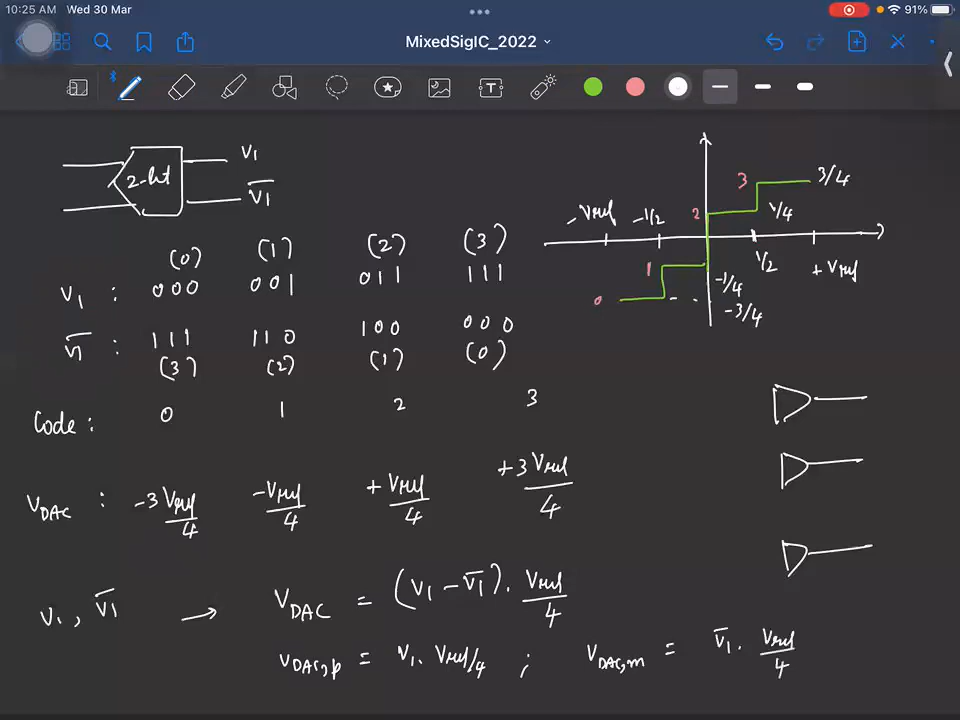 10:25 AM Wed 30 Mar
91%
MixedSigIC_2022
2-bit
V1
V̅1̅
(0) (1) (2) (3)
V1 : 000 001 011 111
V̅1̅ : 111 110 100 000
(3) (2) (1) (0)
Code : 0 1 2 3
VDAC : -3Vref/4 -Vref/4 +Vref/4 +3Vref/4
V1, V̅1̅ → VDAC = (V1 - V̅1̅) · Vref/4
VDAC,p = V1 · Vref/4 ; VDAC,m = V̅1̅ · Vref/4
3 3/4
2 1/4
-Vref -1/2
1/2 +Vref
1 -1/4
0 -3/4